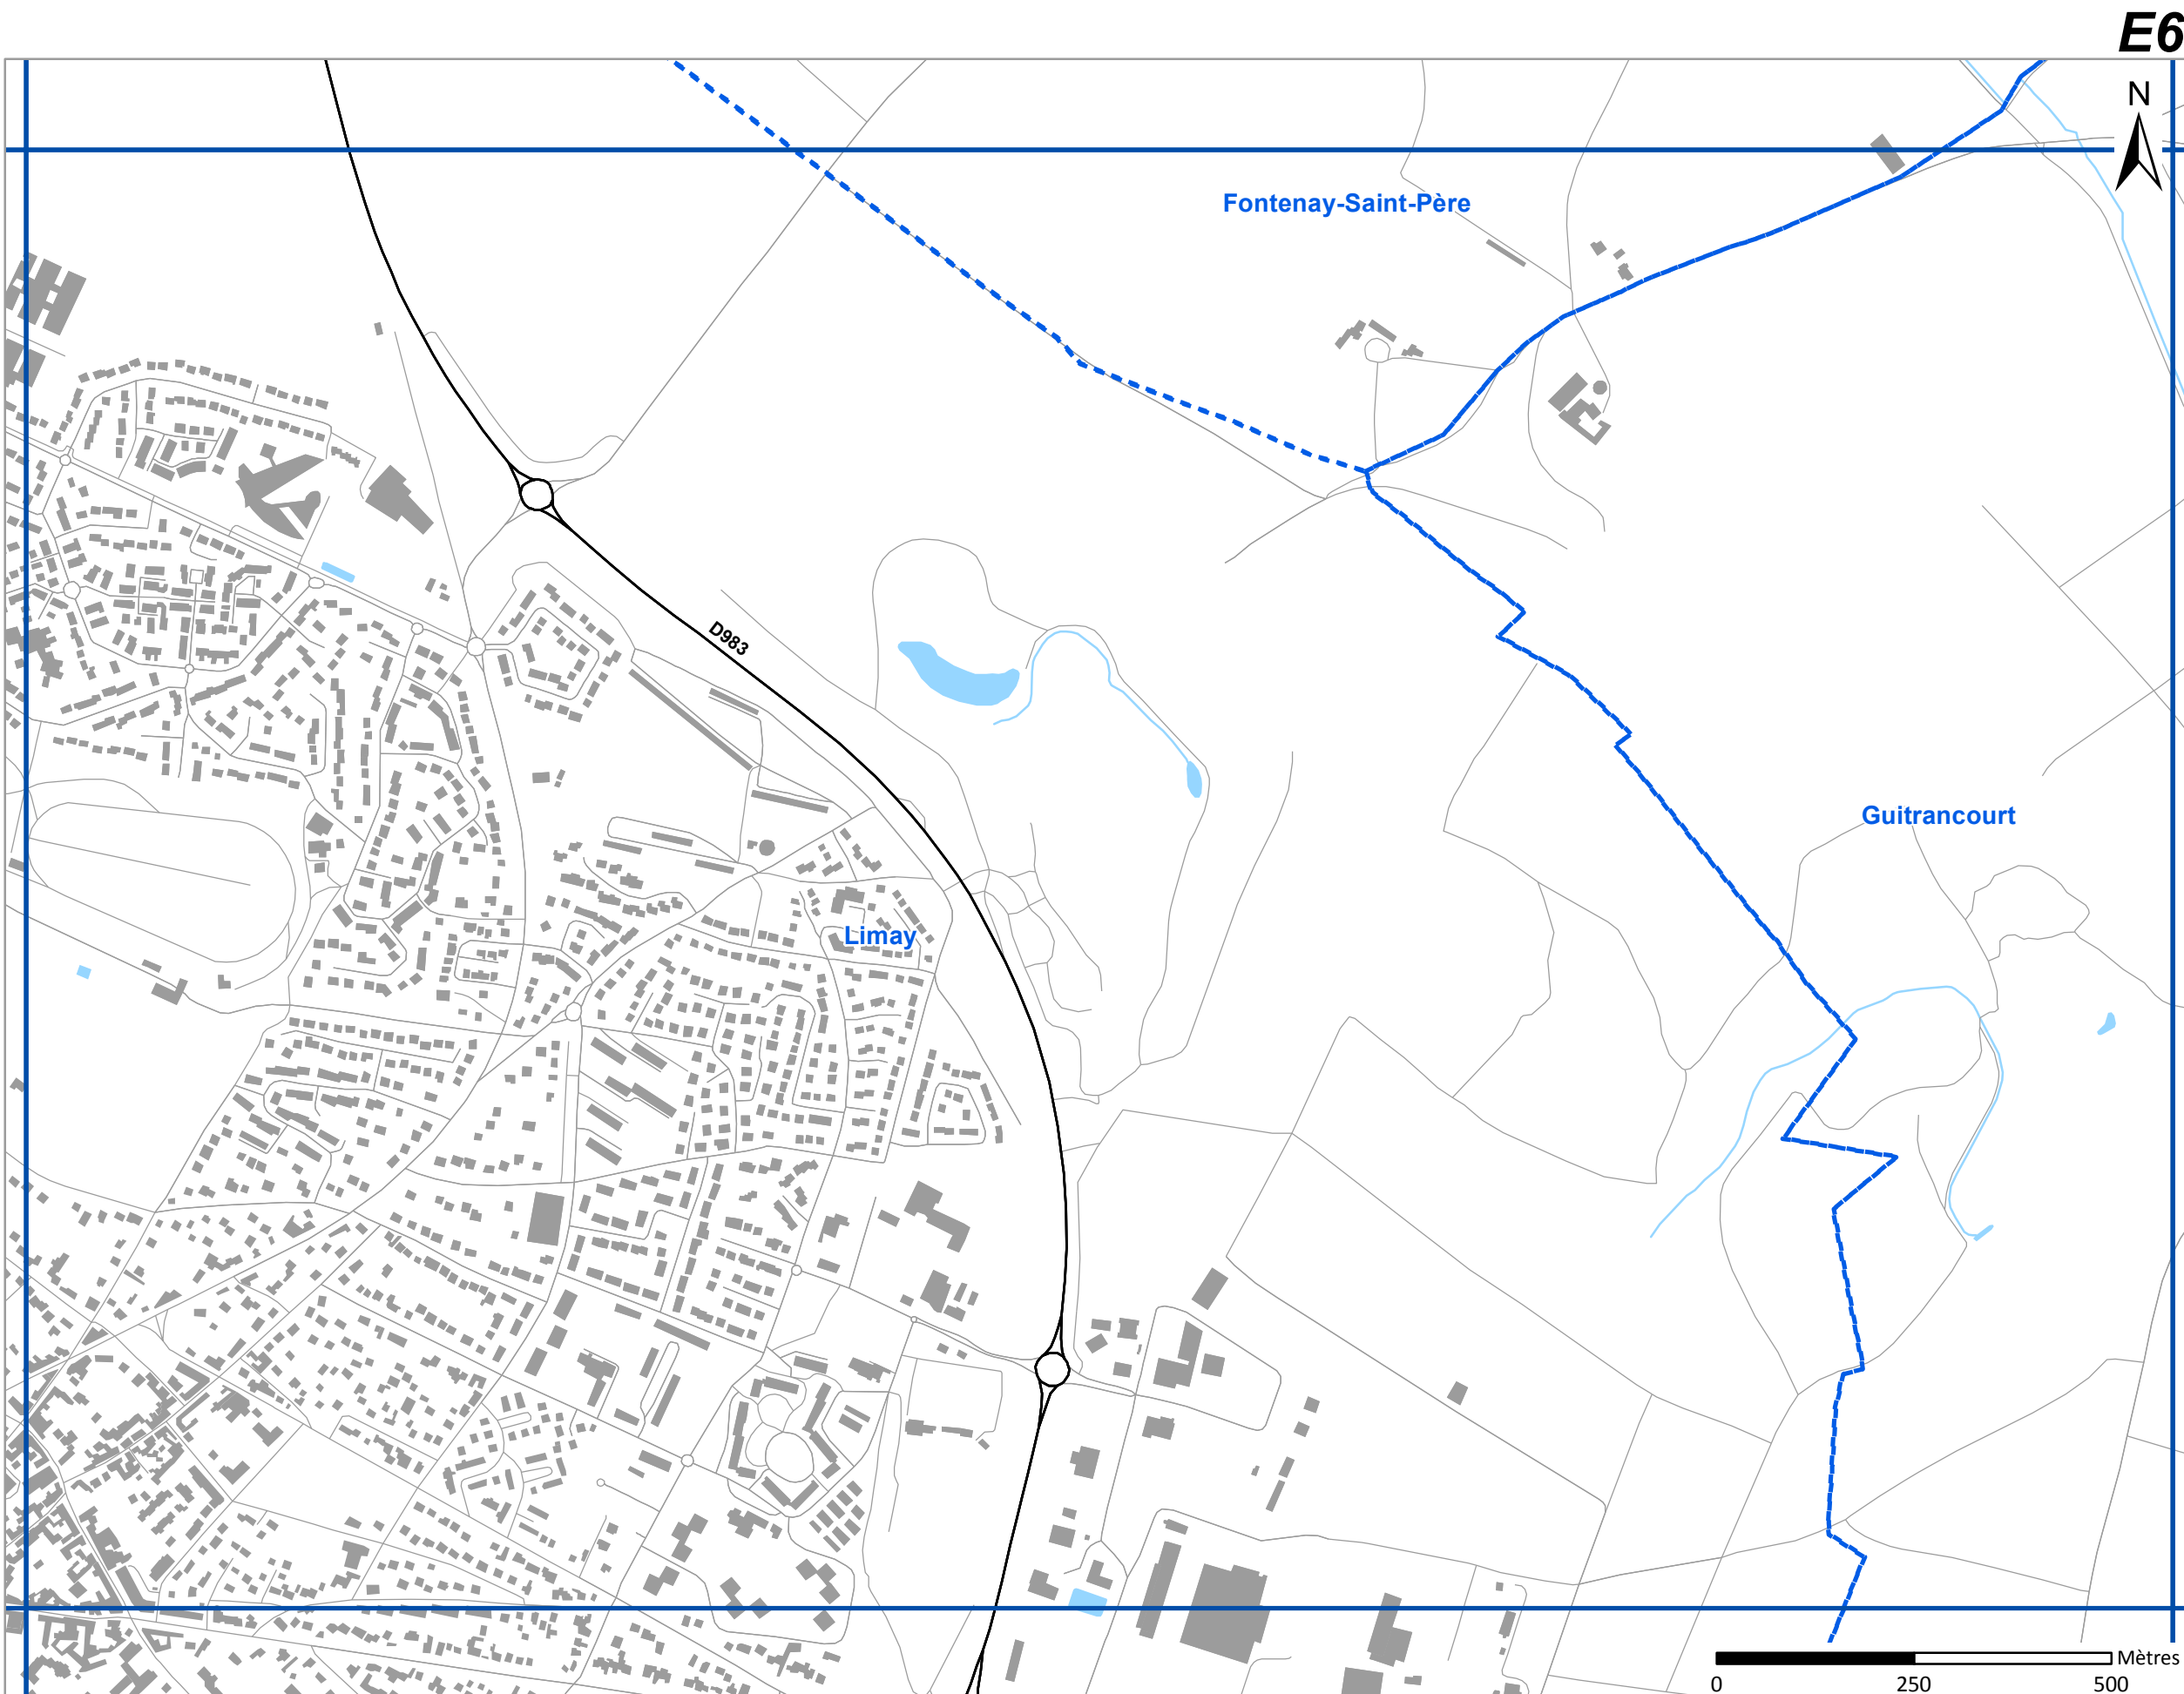 E6
N
Fontenay-Saint-Père
D983
Guitrancourt
Limay
Mètres
0 250 500